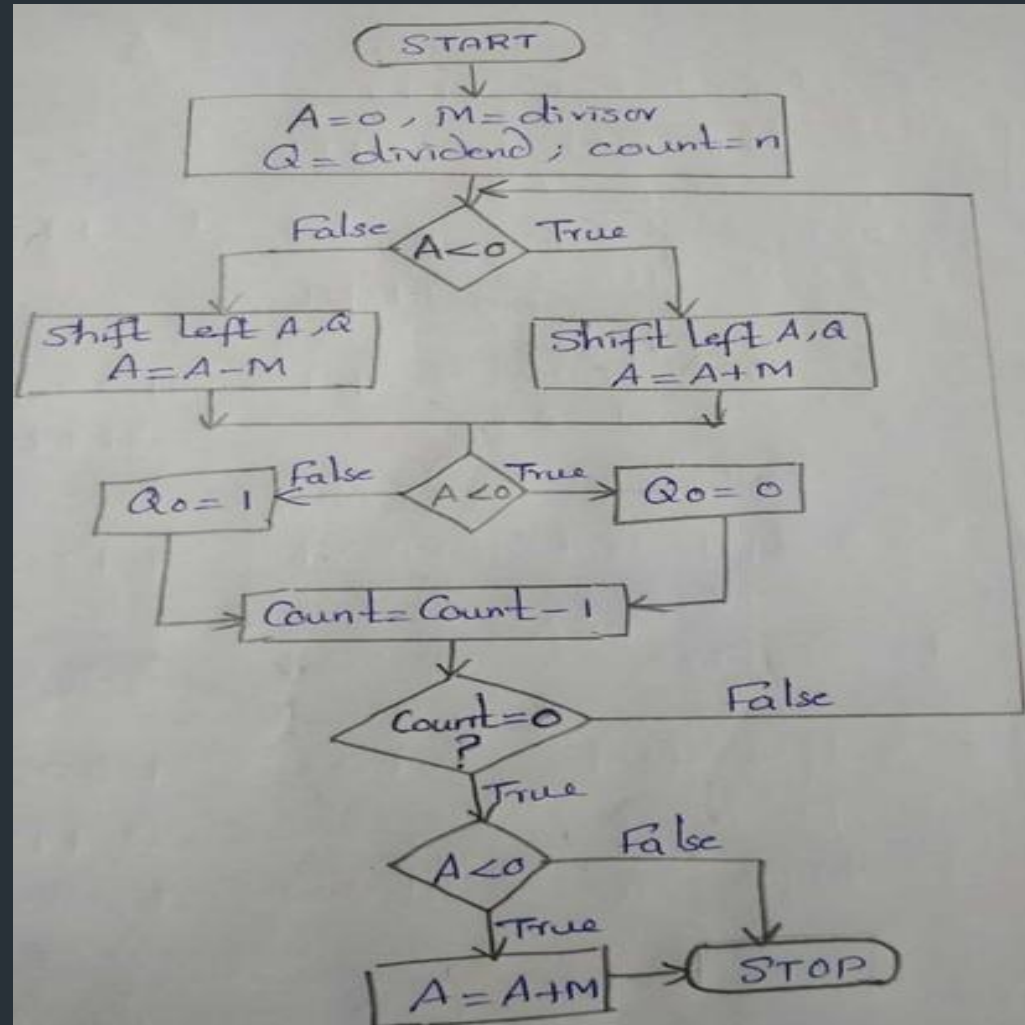 START
A=0, M=divisor
Q=dividend; count=n
False
A<0
True
Shift Left A,Q
A=A-M
Shift Left A,Q
A=A+M
False
A<0
True
Q0=1
Q0=0
Count=Count-1
Count=0
?
False
True
A<0
False
True
A=A+M
STOP